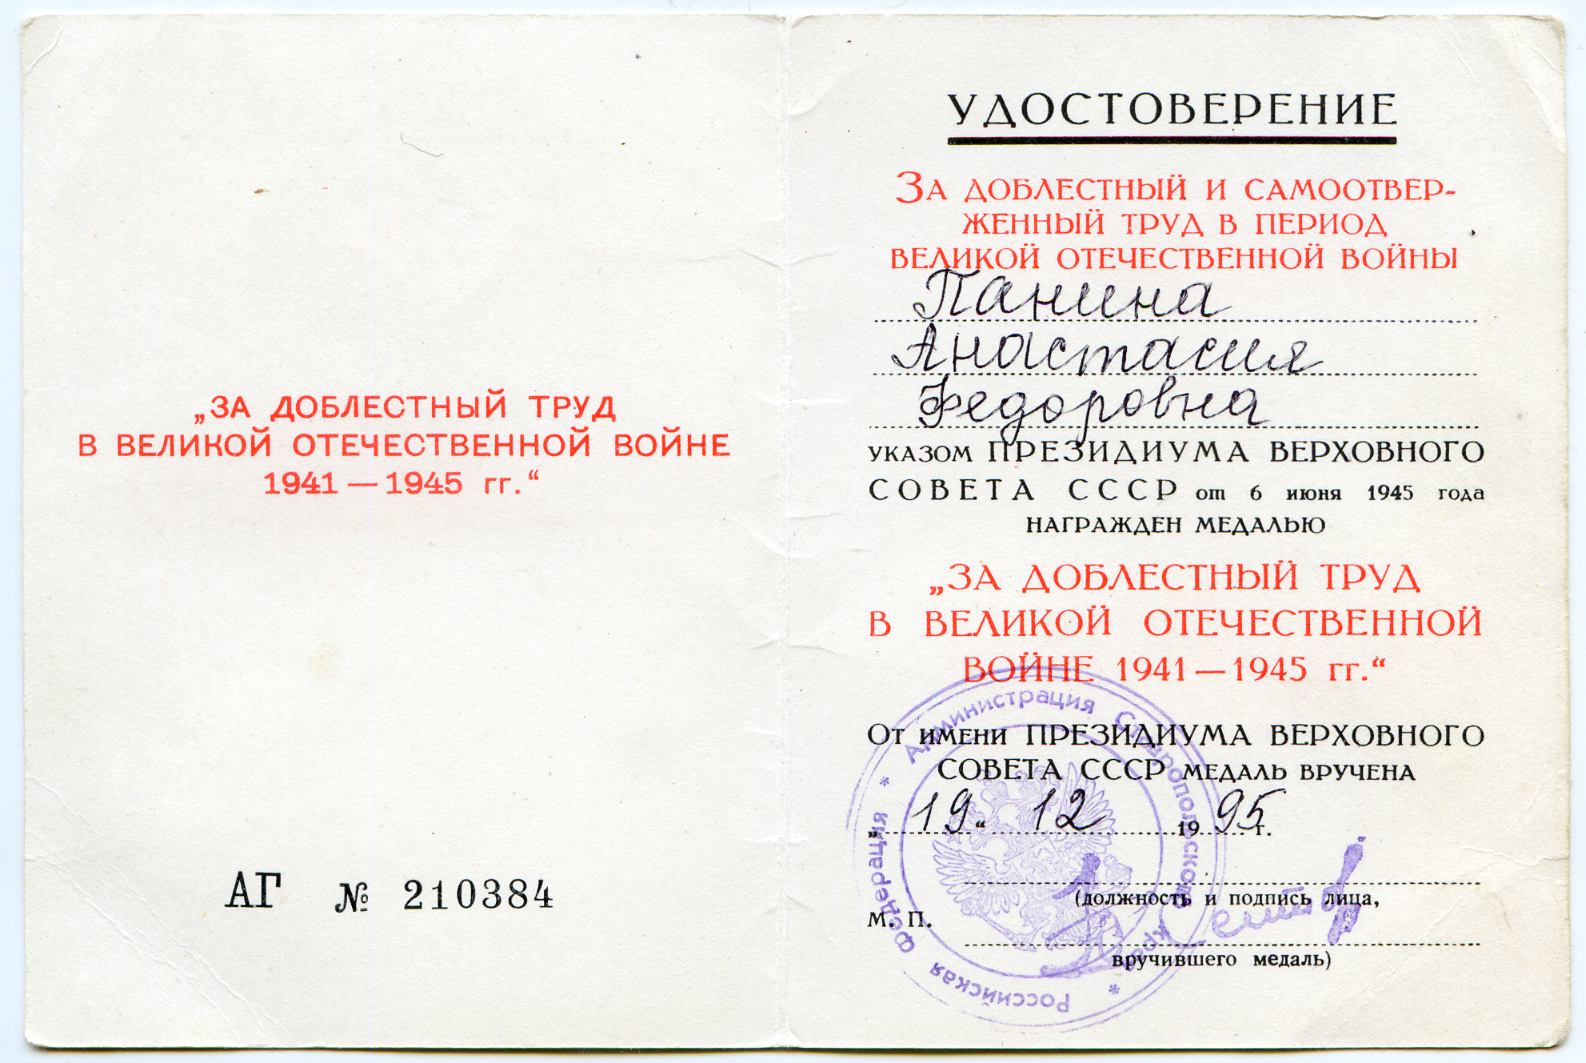 „ЗА ДОБЛЕСТНЫЙ ТРУД
В ВЕЛИКОЙ ОТЕЧЕСТВЕННОЙ ВОЙНЕ
1941—1945 гг.“
АГ № 210384
УДОСТОВЕРЕНИЕ
ЗА ДОБЛЕСТНЫЙ И САМООТВЕР-
ЖЕННЫЙ ТРУД В ПЕРИОД
ВЕЛИКОЙ ОТЕЧЕСТВЕННОЙ ВОЙНЫ
Панина
Анастасия
Федоровна
УКАЗОМ ПРЕЗИДИУМА ВЕРХОВНОГО
СОВЕТА СССР от 6 июня 1945 года
НАГРАЖДЕН МЕДАЛЬЮ
„ЗА ДОБЛЕСТНЫЙ ТРУД
В ВЕЛИКОЙ ОТЕЧЕСТВЕННОЙ
ВОЙНЕ 1941—1945 гг.“
ОТ ИМЕНИ ПРЕЗИДИУМА ВЕРХОВНОГО
СОВЕТА СССР МЕДАЛЬ ВРУЧЕНА
„19“ 12 1995 г.
(должность и подпись лица,
М. П.
вручившего медаль)
Российская Федерация * Администрация Ставропольского края *